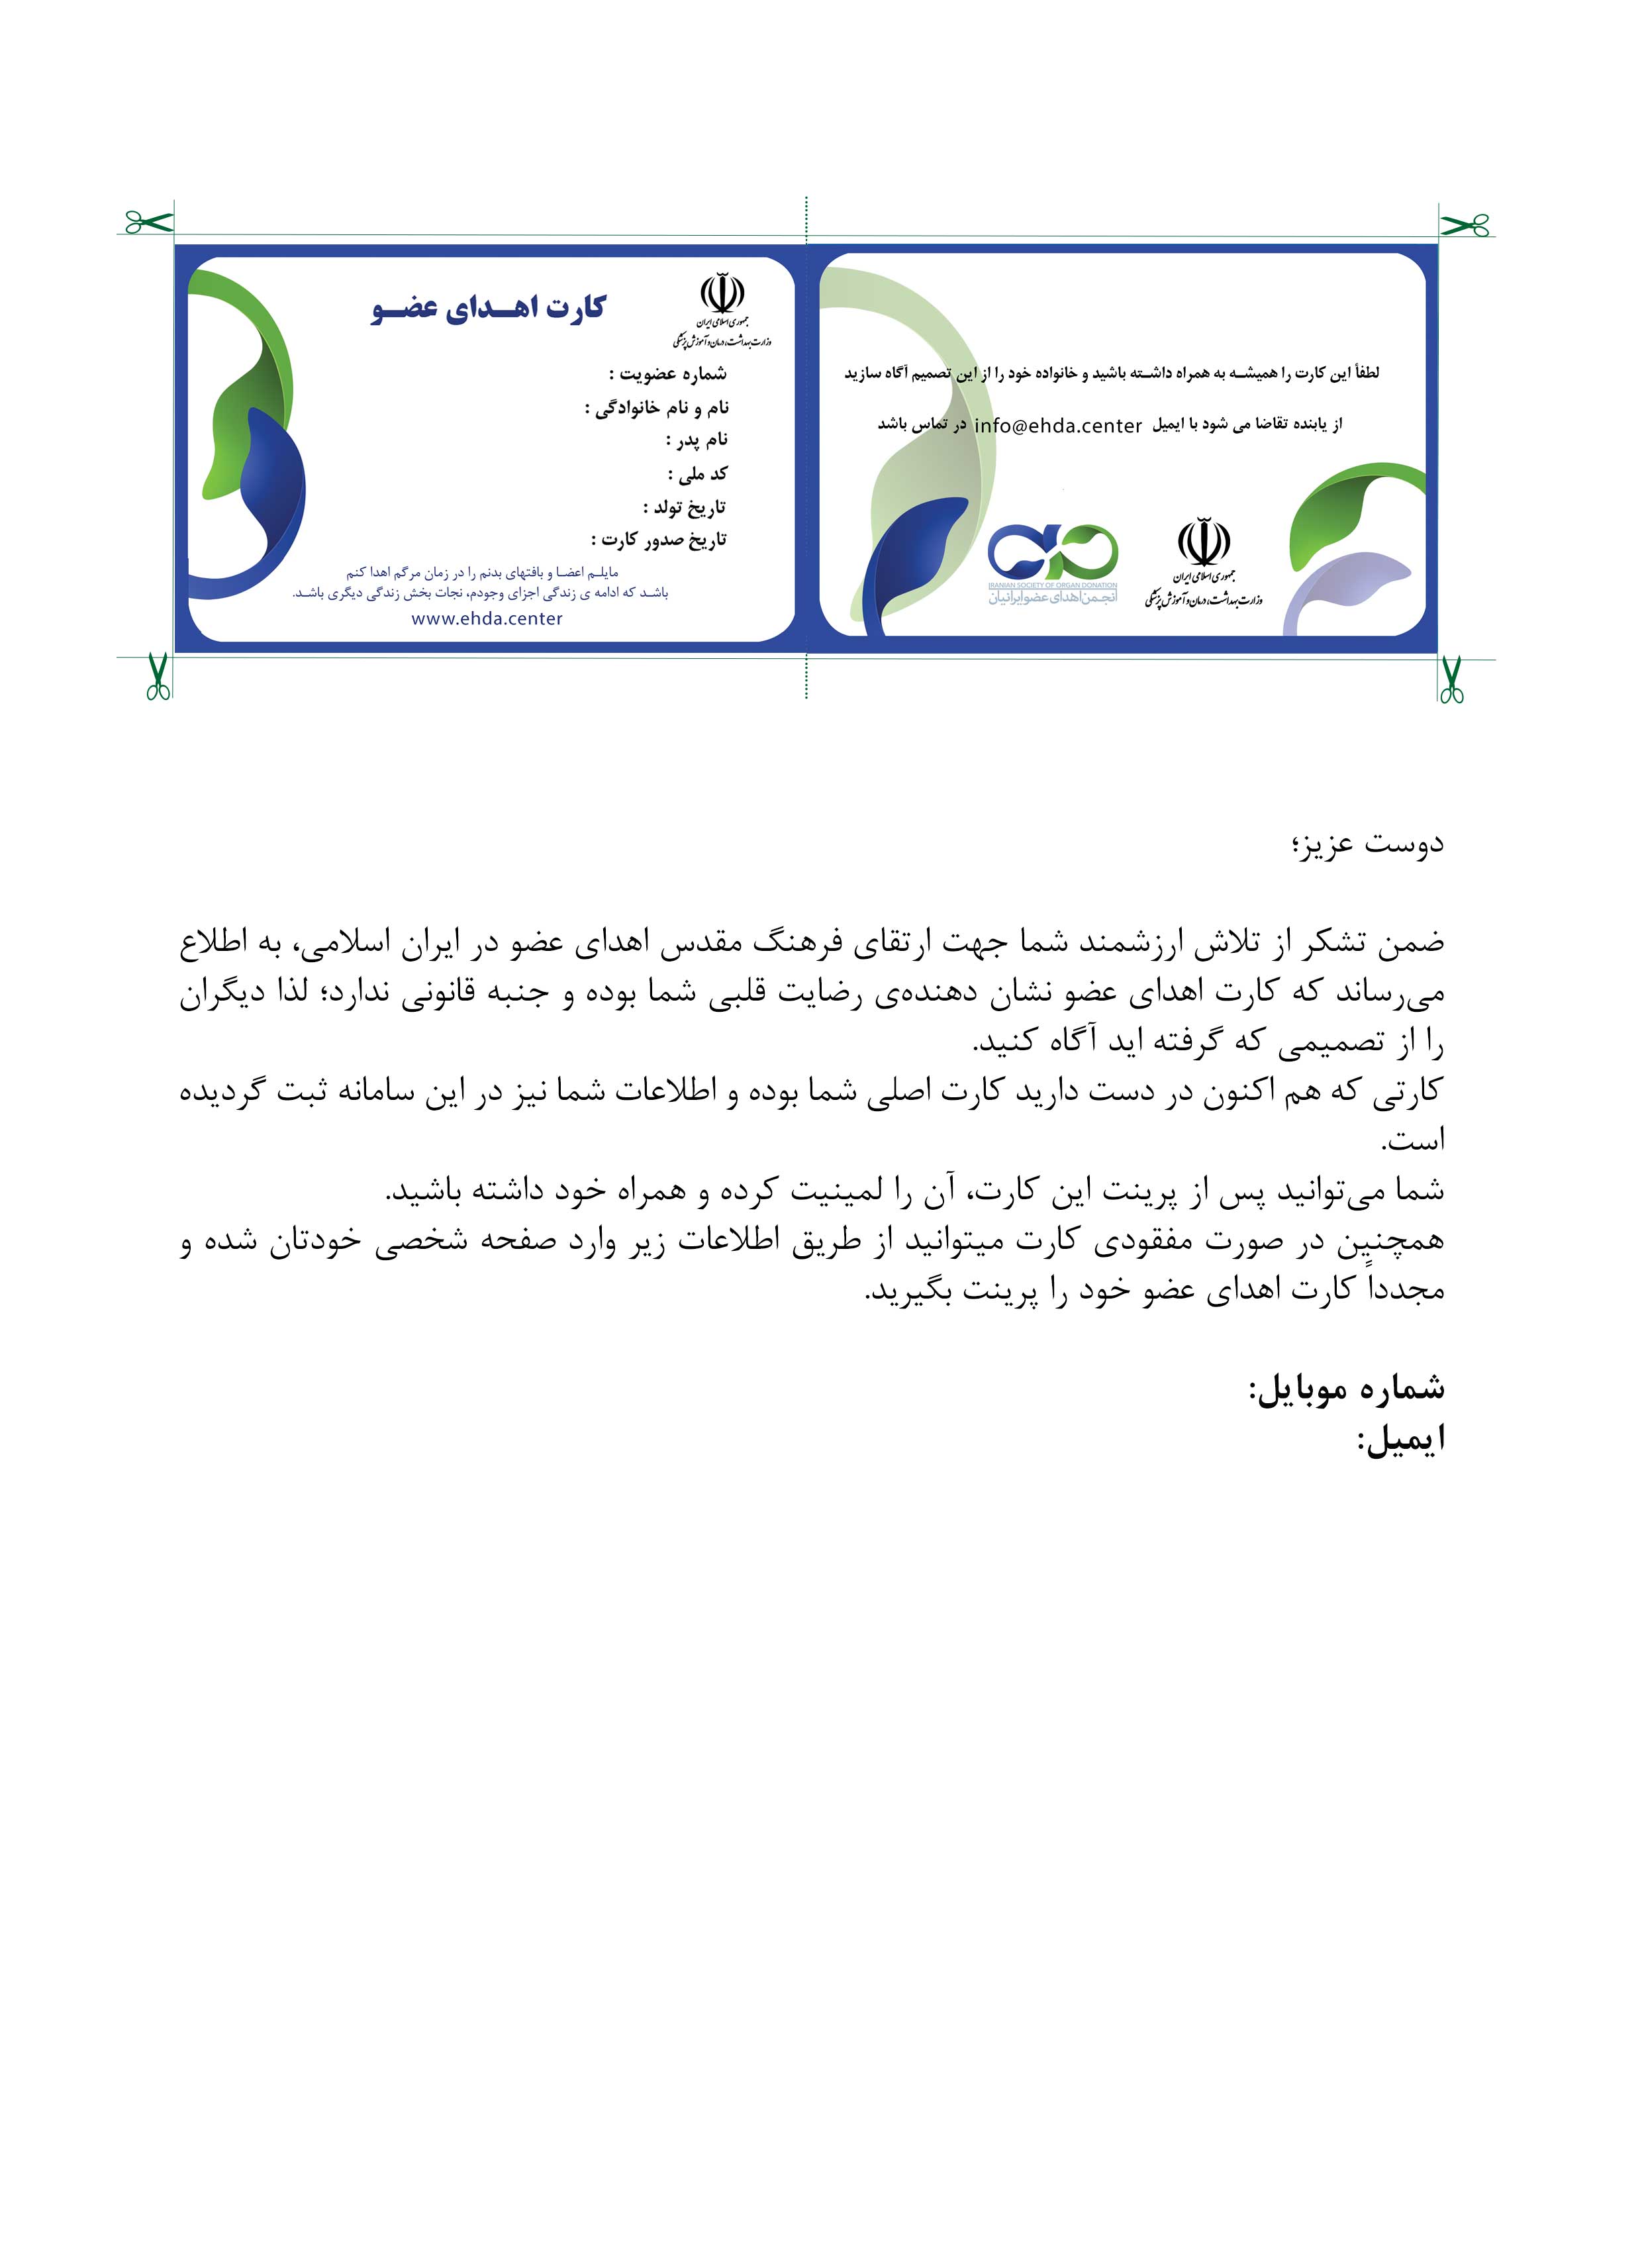 کارت اهـدای عضـو
جمهوری اسلامی ایران
وزارت بهداشت، درمان و آموزش پزشکی
شماره عضویت :
نام و نام خانوادگی :
نام پدر :
کد ملی :
تاریخ تولد :
تاریخ صدور کارت :
مایلـم اعضـا و بافتهای بدنم را در زمان مرگم اهدا کنم
باشـد که ادامه ی زندگی اجزای وجودم، نجات بخش زندگی دیگری باشـد.
www.ehda.center
لطفاً این کارت را همیشـه به همراه داشـته باشید و خانواده خود را از این تصمیم آگاه سازید
از یابنده تقاضا می شود با ایمیل info@ehda.center در تماس باشد
جمهوری اسلامی ایران
وزارت بهداشت، درمان و آموزش پزشکی
IRANIAN SOCIETY OF ORGAN DONATION
انجمن اهدای عضو ایرانیان
دوست عزیز؛
ضمن تشکر از تلاش ارزشمند شما جهت ارتقای فرهنگ مقدس اهدای عضو در ایران اسلامی، به اطلاع
می‌رساند که کارت اهدای عضو نشان دهنده‌ی رضایت قلبی شما بوده و جنبه قانونی ندارد؛ لذا دیگران
را از تصمیمی که گرفته اید آگاه کنید.
کارتی که هم اکنون در دست دارید کارت اصلی شما بوده و اطلاعات شما نیز در این سامانه ثبت گردیده
است.
شما می‌توانید پس از پرینت این کارت، آن را لمینیت کرده و همراه خود داشته باشید.
همچنین در صورت مفقودی کارت میتوانید از طریق اطلاعات زیر وارد صفحه شخصی خودتان شده و
مجدداً کارت اهدای عضو خود را پرینت بگیرید.
شماره موبایل:
ایمیل: